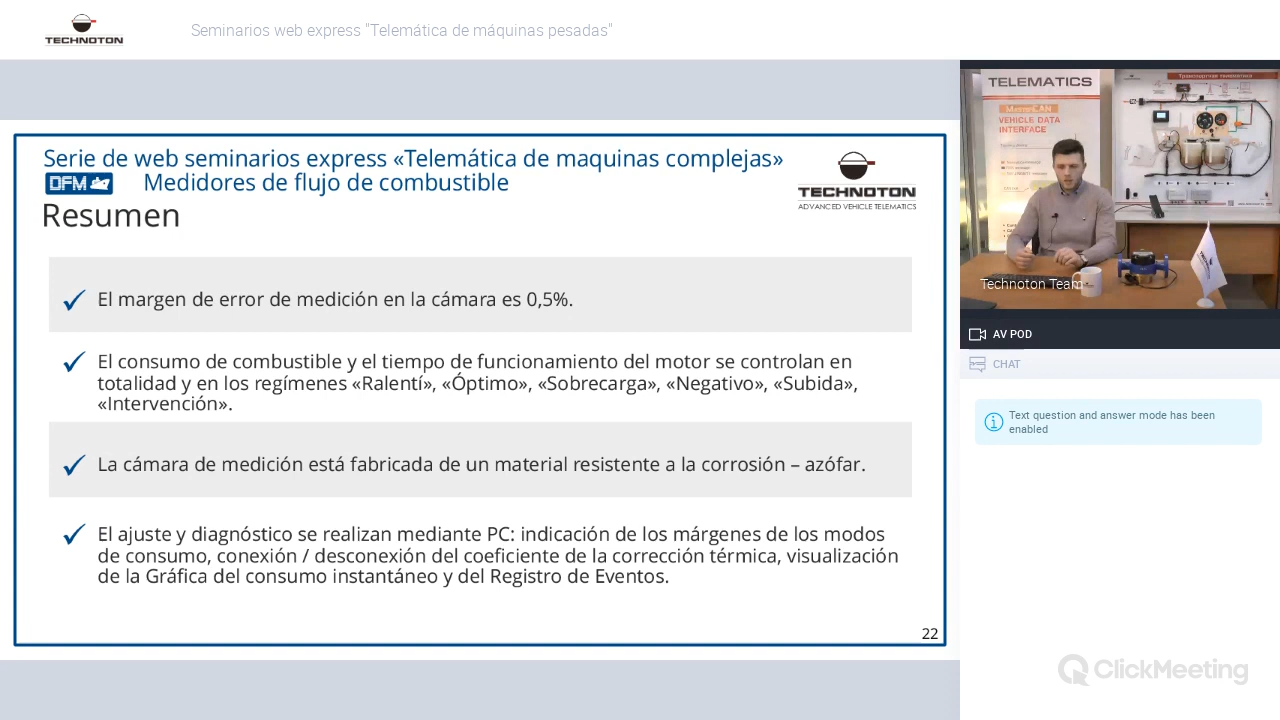 TECHNOTON
Seminarios web express "Telemática de máquinas pesadas"
Serie de web seminarios express «Telemática de maquinas complejas»
DFM
Medidores de flujo de combustible
Resumen
TECHNOTON
ADVANCED VEHICLE TELEMATICS
El margen de error de medición en la cámara es 0,5%.
El consumo de combustible y el tiempo de funcionamiento del motor se controlan en
totalidad y en los regímenes «Ralentí», «Óptimo», «Sobrecarga», «Negativo», «Subida»,
«Intervención».
La cámara de medición está fabricada de un material resistente a la corrosión – azófar.
El ajuste y diagnóstico se realizan mediante PC: indicación de los márgenes de los modos
de consumo, conexión / desconexión del coeficiente de la corrección térmica, visualización
de la Gráfica del consumo instantáneo y del Registro de Eventos.
22
TELEMATICS
VEHICLE DATA
INTERFACE
Technoton Team
AV POD
CHAT
Text question and answer mode has been
enabled
ClickMeeting